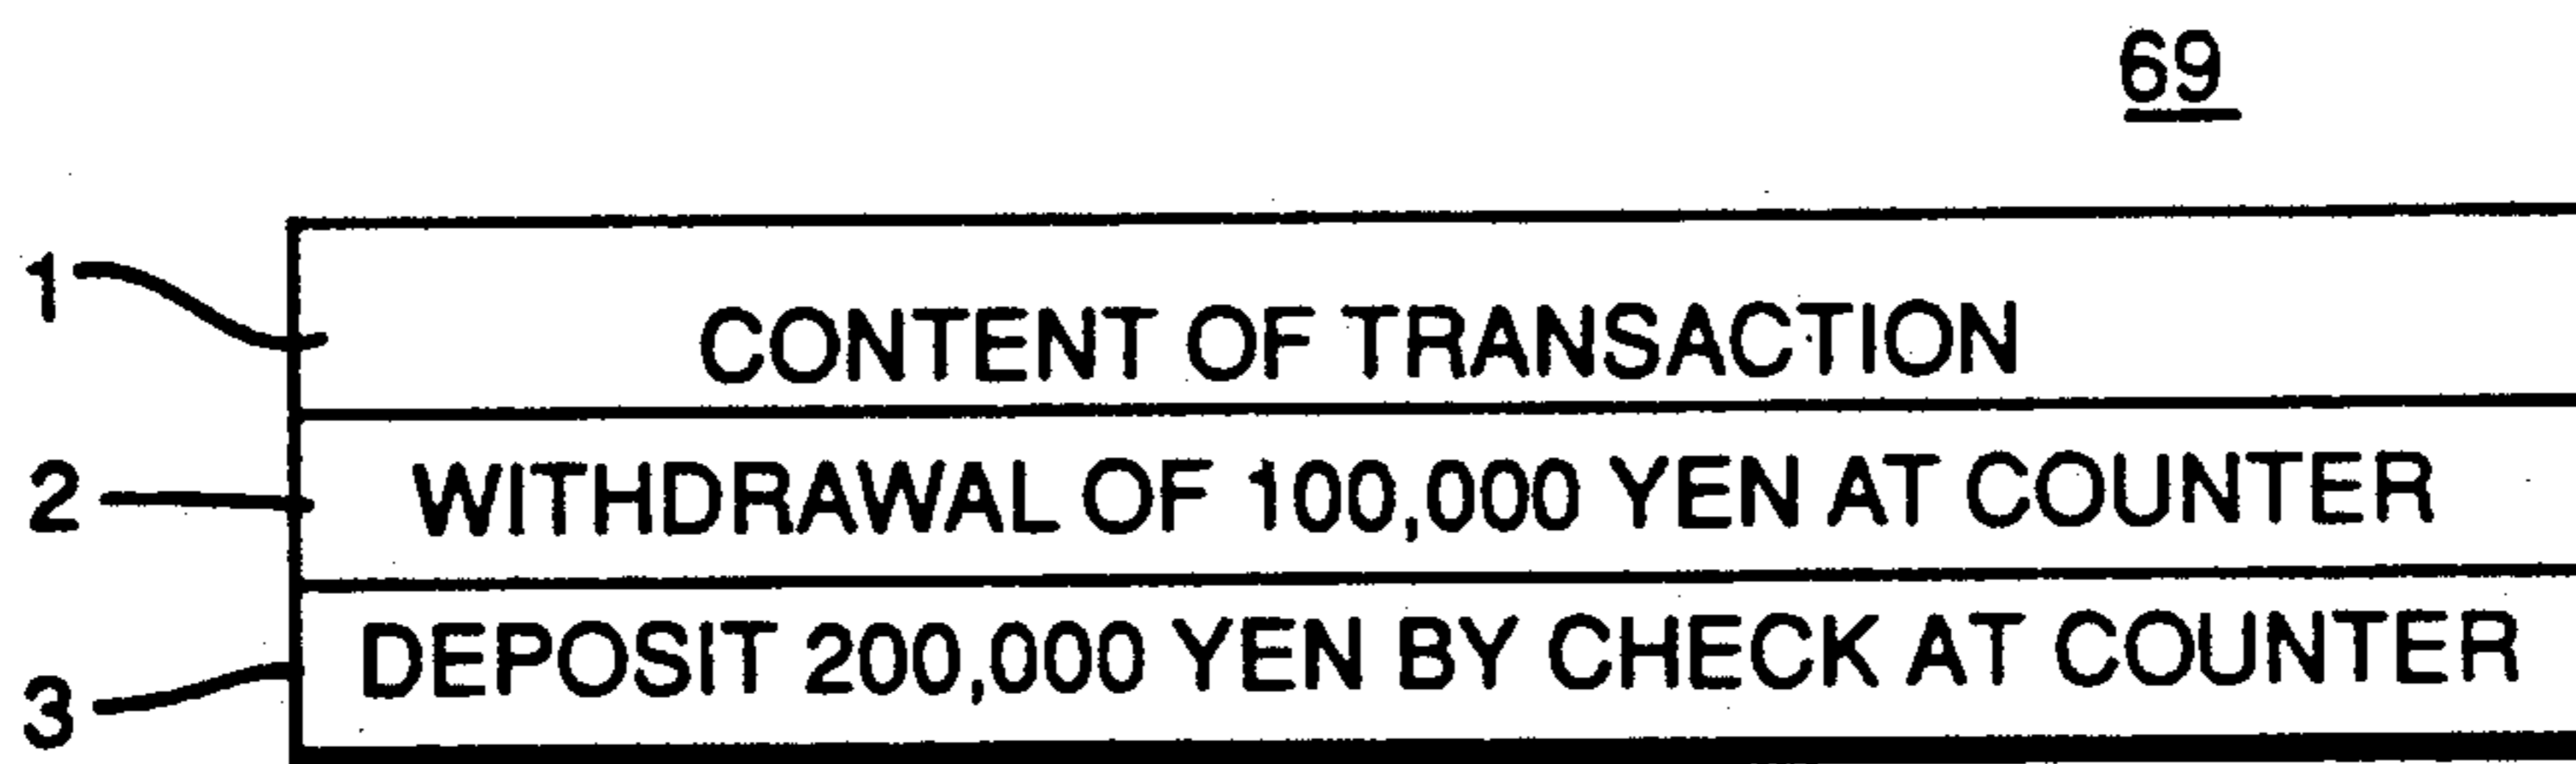 69
1 CONTENT OF TRANSACTION
2 WITHDRAWAL OF 100,000 YEN AT COUNTER
3 DEPOSIT 200,000 YEN BY CHECK AT COUNTER